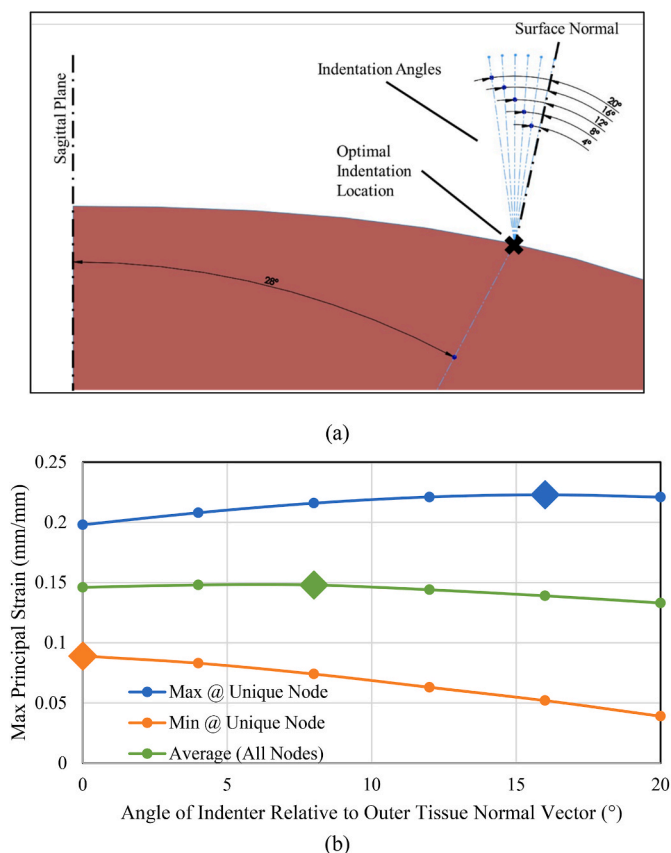 Surface Normal
Indentation Angles
Sagittal Plane
20°
16°
12°
8°
4°
Optimal
Indentation
Location
28°
(a)
Max Principal Strain (mm/mm)
0.25
0.2
0.15
0.1
0.05
0
Max @ Unique Node
Min @ Unique Node
Average (All Nodes)
0
5
10
15
20
Angle of Indenter Relative to Outer Tissue Normal Vector (°)
(b)